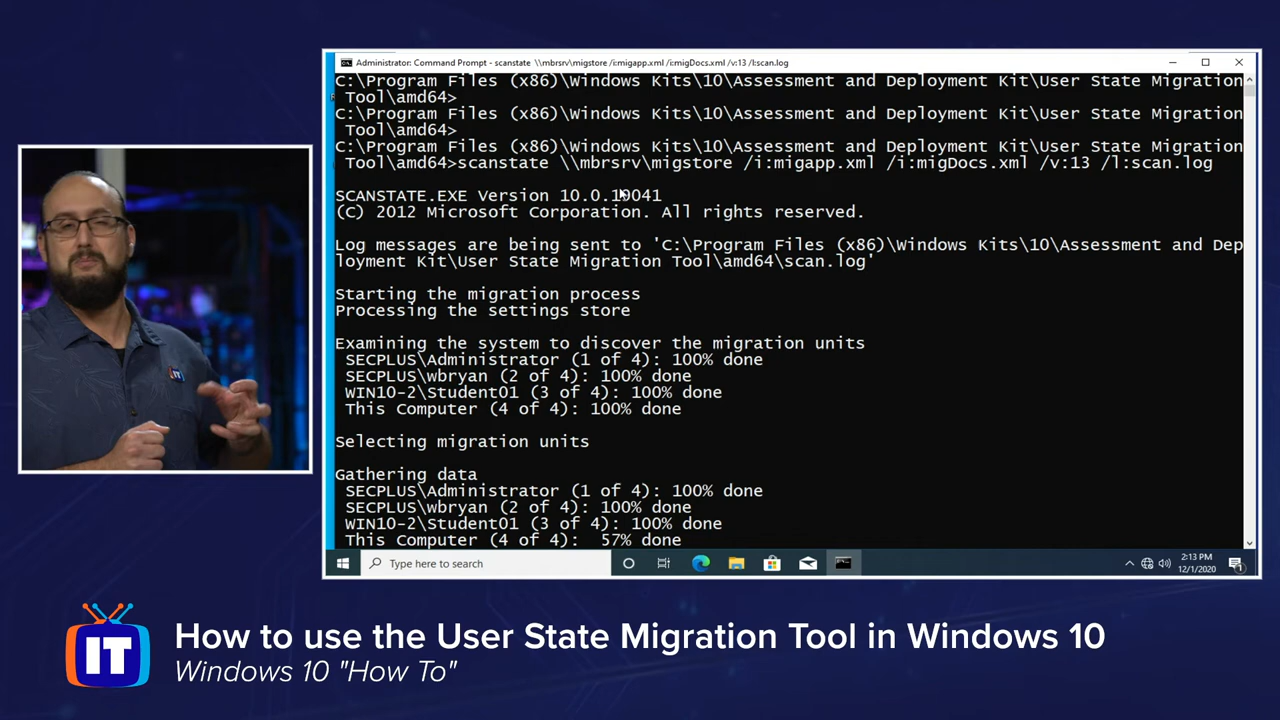 Administrator: Command Prompt - scanstate \\mbrsrv\migstore /i:migapp.xml /i:migDocs.xml /v:13 /l:scan.log
C:\Program Files (x86)\Windows Kits\10\Assessment and Deployment Kit\User State Migration
Tool\amd64>
C:\Program Files (x86)\Windows Kits\10\Assessment and Deployment Kit\User State Migration
Tool\amd64>
C:\Program Files (x86)\Windows Kits\10\Assessment and Deployment Kit\User State Migration
Tool\amd64>scanstate \\mbrsrv\migstore /i:migapp.xml /i:migDocs.xml /v:13 /l:scan.log
SCANSTATE.EXE Version 10.0.19041
(C) 2012 Microsoft Corporation. All rights reserved.
Log messages are being sent to 'C:\Program Files (x86)\Windows Kits\10\Assessment and Dep
loyment Kit\User State Migration Tool\amd64\scan.log'
Starting the migration process
Processing the settings store
Examining the system to discover the migration units
SECPLUS\Administrator (1 of 4): 100% done
SECPLUS\wbryan (2 of 4): 100% done
WIN10-2\Student01 (3 of 4): 100% done
This Computer (4 of 4): 100% done
Selecting migration units
Gathering data
SECPLUS\Administrator (1 of 4): 100% done
SECPLUS\wbryan (2 of 4): 100% done
WIN10-2\Student01 (3 of 4): 100% done
This Computer (4 of 4): 57% done
Type here to search
2:13 PM
12/1/2020
1
IT
IT
How to use the User State Migration Tool in Windows 10
Windows 10 "How To"